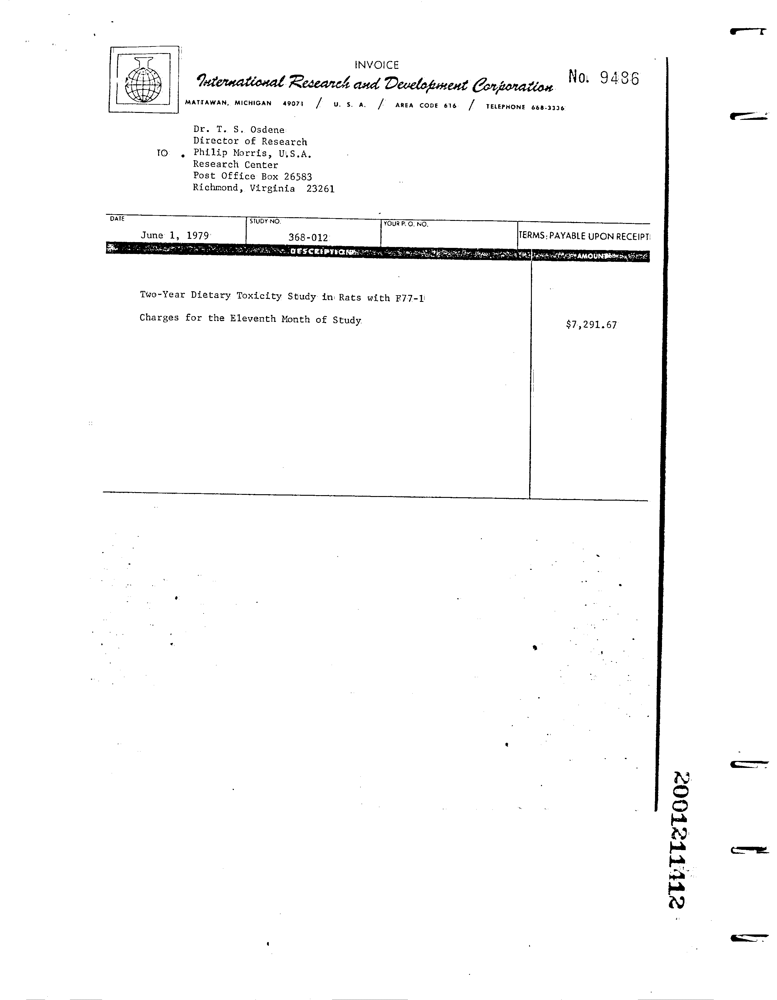 INVOICE
International Research and Development Corporation
No. 9486
MATTAWAN, MICHIGAN 49071 / U. S. A. / AREA CODE 616 / TELEPHONE 668-3336
Dr. T. S. Osdene
Director of Research
TO Philip Morris, U.S.A.
Research Center
Post Office Box 26583
Richmond, Virginia 23261
DATE STUDY NO. YOUR P. O. NO.
June 1, 1979 368-012 TERMS: PAYABLE UPON RECEIPT
DESCRIPTION AMOUNT
Two-Year Dietary Toxicity Study in Rats with F77-1
Charges for the Eleventh Month of Study
$7,291.67
2001211412